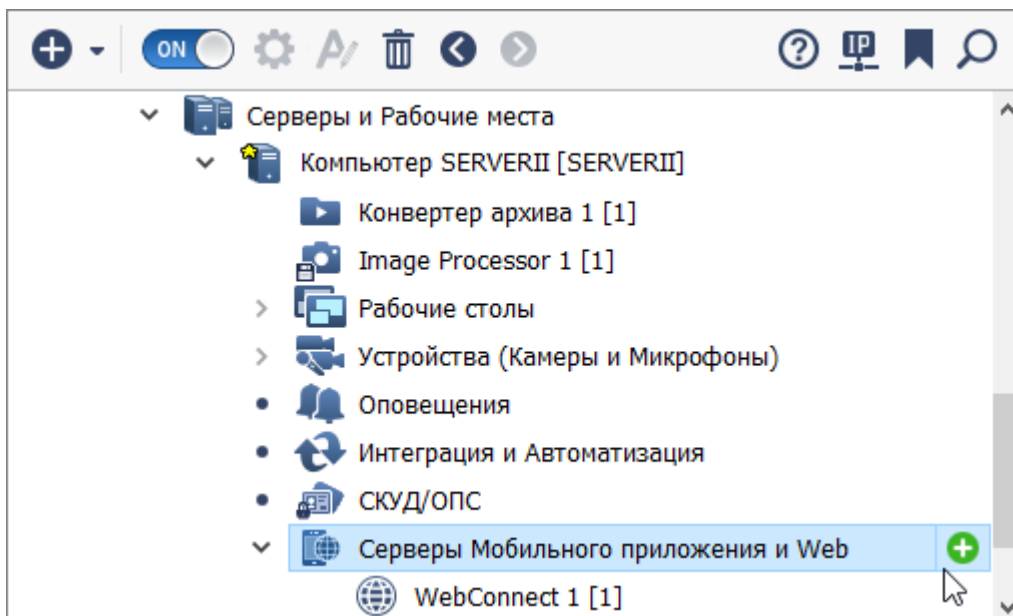 ON
IP
Серверы и Рабочие места
Компьютер SERVERII [SERVERII]
Конвертер архива 1 [1]
Image Processor 1 [1]
Рабочие столы
Устройства (Камеры и Микрофоны)
Оповещения
Интеграция и Автоматизация
СКУД/ОПС
Серверы Мобильного приложения и Web
WebConnect 1 [1]